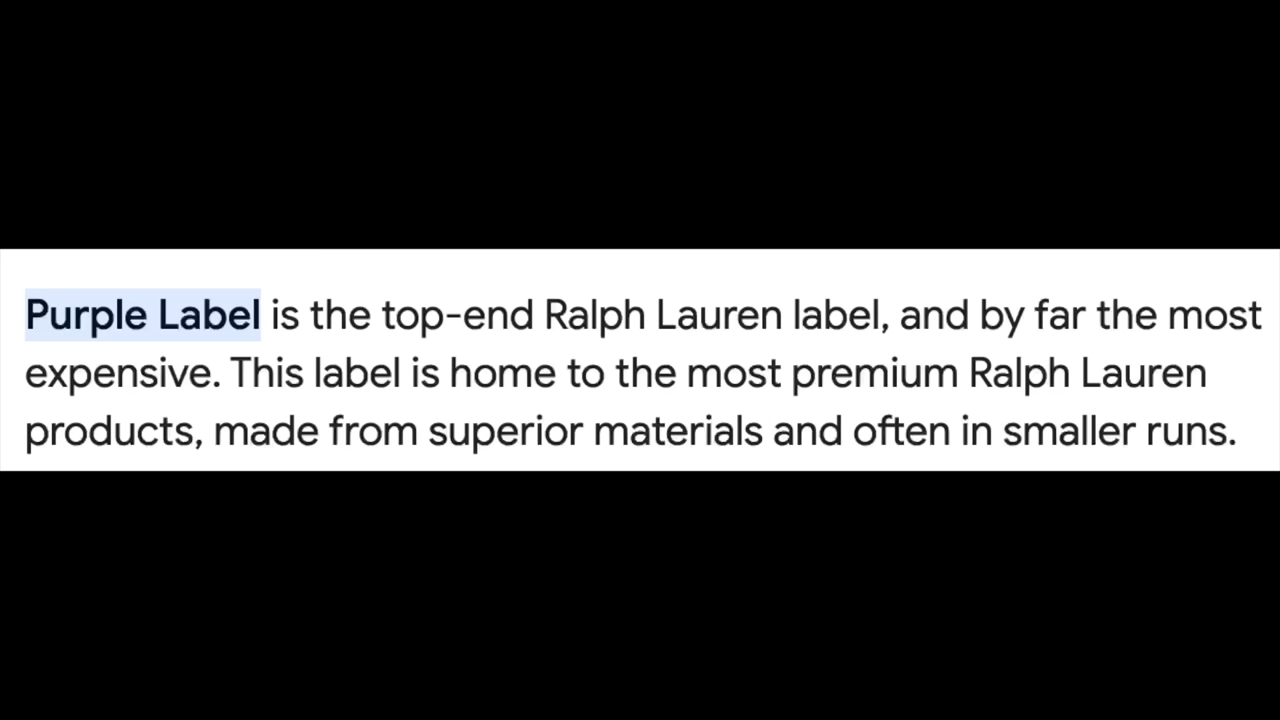 Purple Label is the top-end Ralph Lauren label, and by far the most
expensive. This label is home to the most premium Ralph Lauren
products, made from superior materials and often in smaller runs.